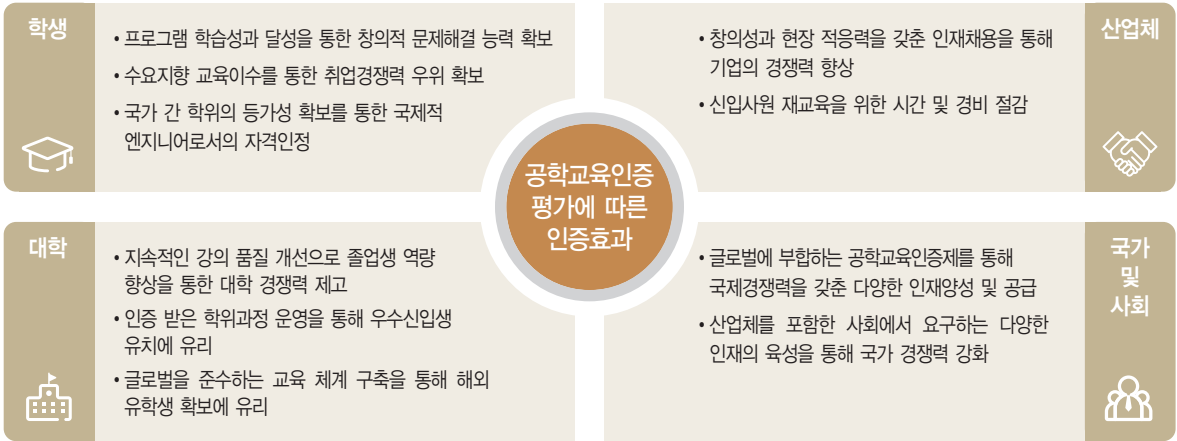 학생
• 프로그램 학습성과 달성을 통한 창의적 문제해결 능력 확보
• 수요지향 교육이수를 통한 취업경쟁력 우위 확보
• 국가 간 학위의 등가성 확보를 통한 국제적
엔지니어로서의 자격인정
산업체
• 창의성과 현장 적응력을 갖춘 인재채용을 통해
기업의 경쟁력 향상
• 신입사원 재교육을 위한 시간 및 경비 절감
공학교육인증
평가에 따른
인증효과
대학
• 지속적인 강의 품질 개선으로 졸업생 역량
향상을 통한 대학 경쟁력 제고
• 인증 받은 학위과정 운영을 통해 우수신입생
유치에 유리
• 글로벌을 준수하는 교육 체계 구축을 통해 해외
유학생 확보에 유리
국가
및
사회
• 글로벌에 부합하는 공학교육인증제를 통해
국제경쟁력을 갖춘 다양한 인재양성 및 공급
• 산업체를 포함한 사회에서 요구하는 다양한
인재의 육성을 통해 국가 경쟁력 강화